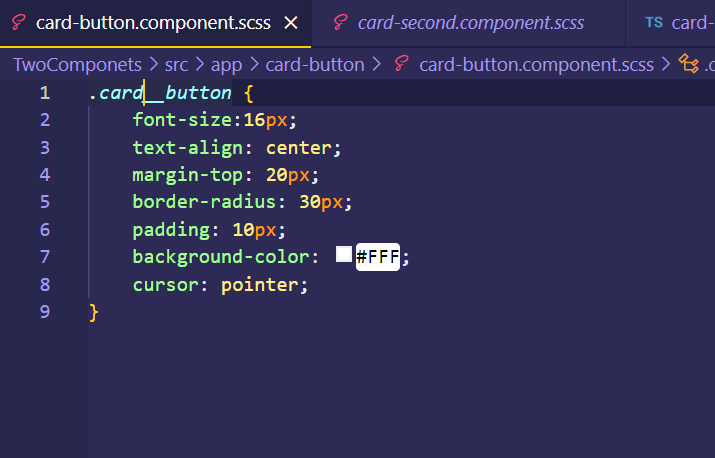 card-button.component.scss × card-second.component.scss TS card-
TwoComponets > src > app > card-button > card-button.component.scss >
1 .card__button {
2 font-size:16px;
3 text-align: center;
4 margin-top: 20px;
5 border-radius: 30px;
6 padding: 10px;
7 background-color: #FFF;
8 cursor: pointer;
9 }